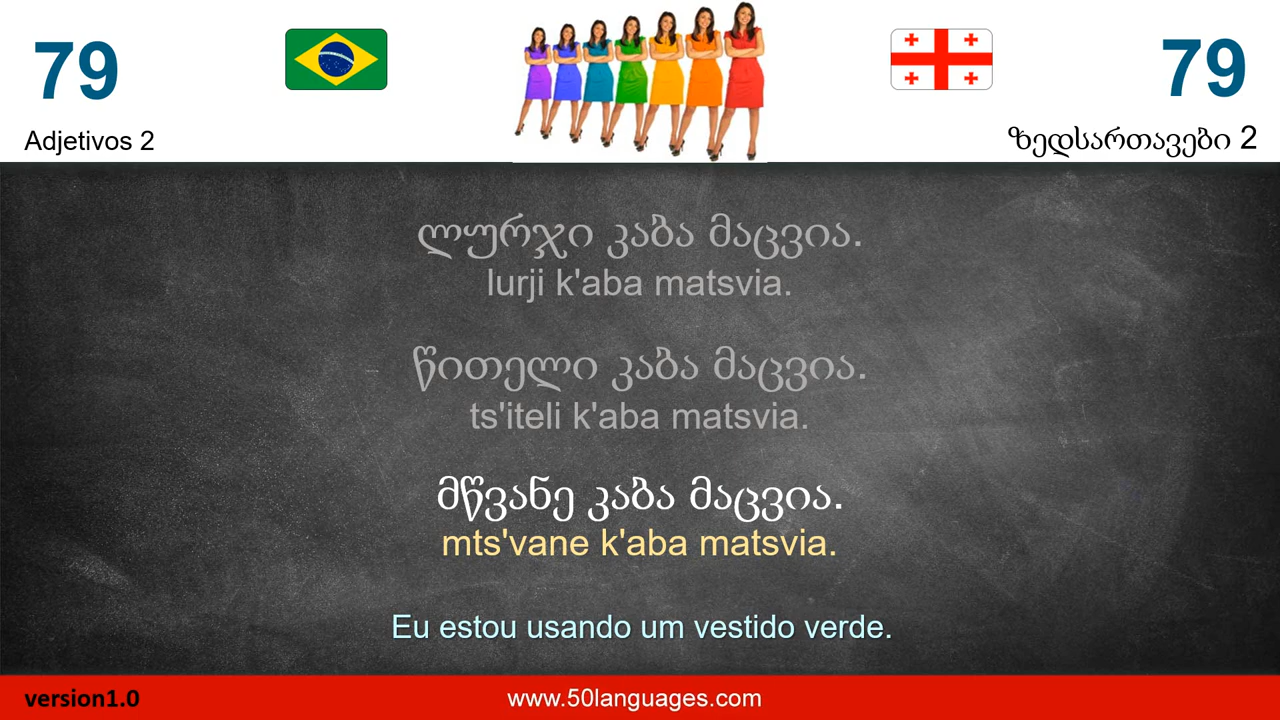 79
79
Adjetivos 2
ზედსართავები 2
ლურჯი კაბა მაცვია.
lurji k'aba matsvia.
წითელი კაბა მაცვია.
ts'iteli k'aba matsvia.
მწვანე კაბა მაცვია.
mts'vane k'aba matsvia.
Eu estou usando um vestido verde.
version1.0
www.50languages.com